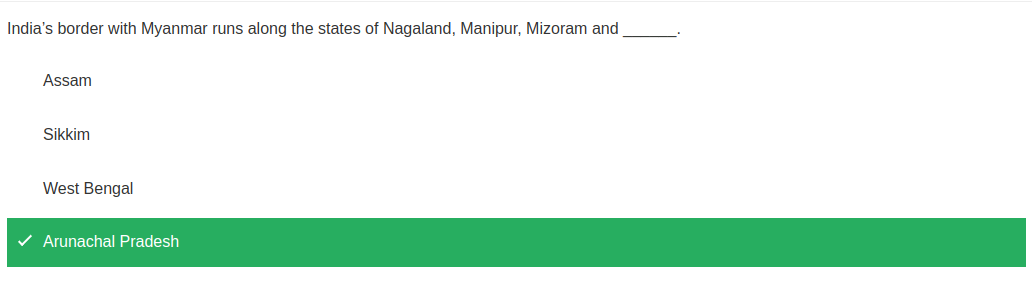 India’s border with Myanmar runs along the states of Nagaland, Manipur, Mizoram and ______.
Assam
Sikkim
West Bengal
Arunachal Pradesh